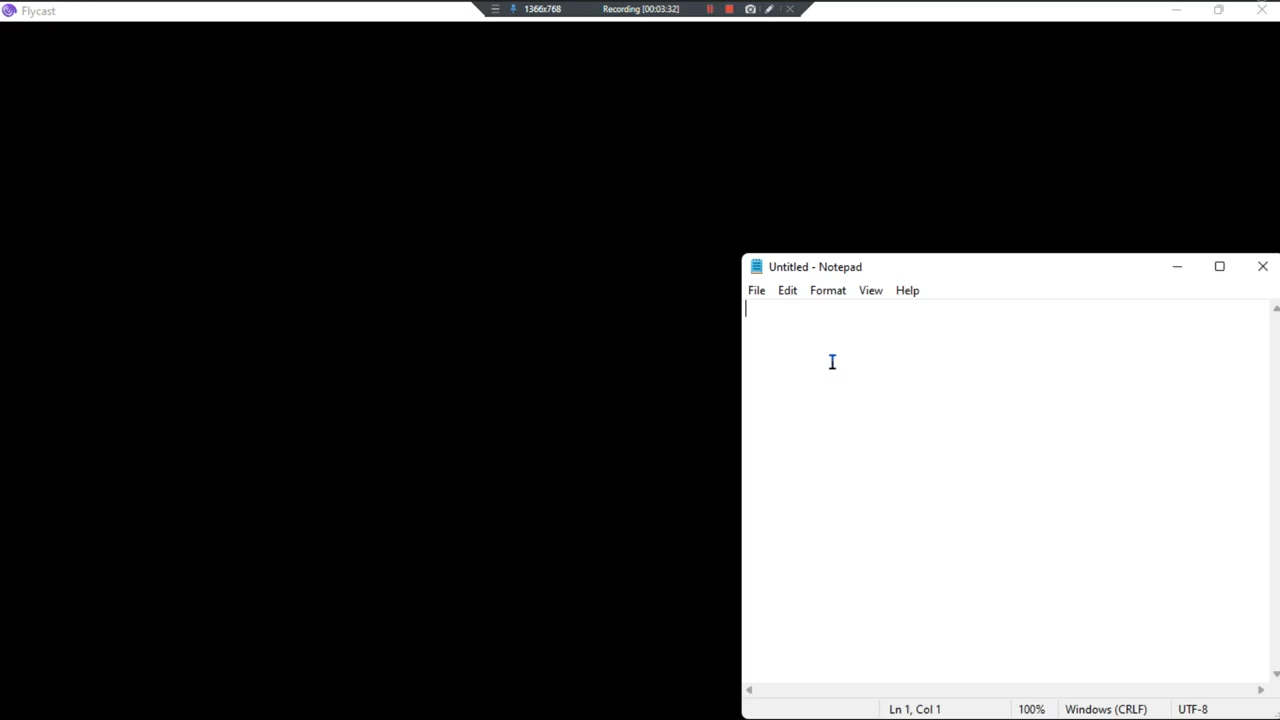 Flycast
1366x768
Recording [00:03:32]
Untitled - Notepad
File Edit Format View Help
Ln 1, Col 1
100%
Windows (CRLF)
UTF-8